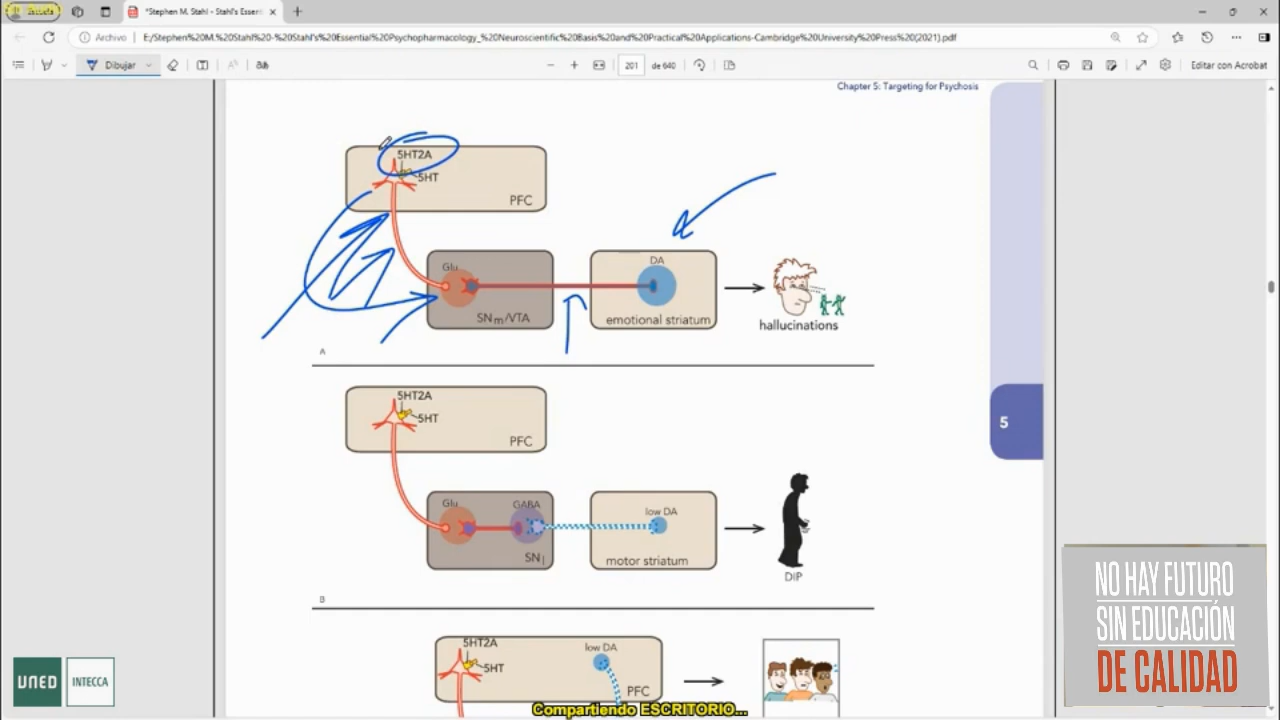 Escuela
*Stephen M. Stahl - Stahl's Essen
Archivo
E:/Stephen%20M.%20Stahl%20-%20Stahl's%20Essential%20Psychopharmacology_%20Neuroscientific%20Basis%20and%20Practical%20Applications-Cambridge%20University%20Press%20(2021).pdf
Dibujar
201
de 640
Editar con Acrobat
Chapter 5: Targeting for Psychosis
5HT2A
5HT
PFC
Glu
SNm/VTA
DA
emotional striatum
hallucinations
A
5HT2A
5HT
PFC
5
Glu
GABA
SNl
low DA
motor striatum
DIP
B
5HT2A
5HT
low DA
PFC
NO HAY FUTURO
SIN EDUCACIÓN
DE CALIDAD
UNED
INTECCA
Compartiendo ESCRITORIO...